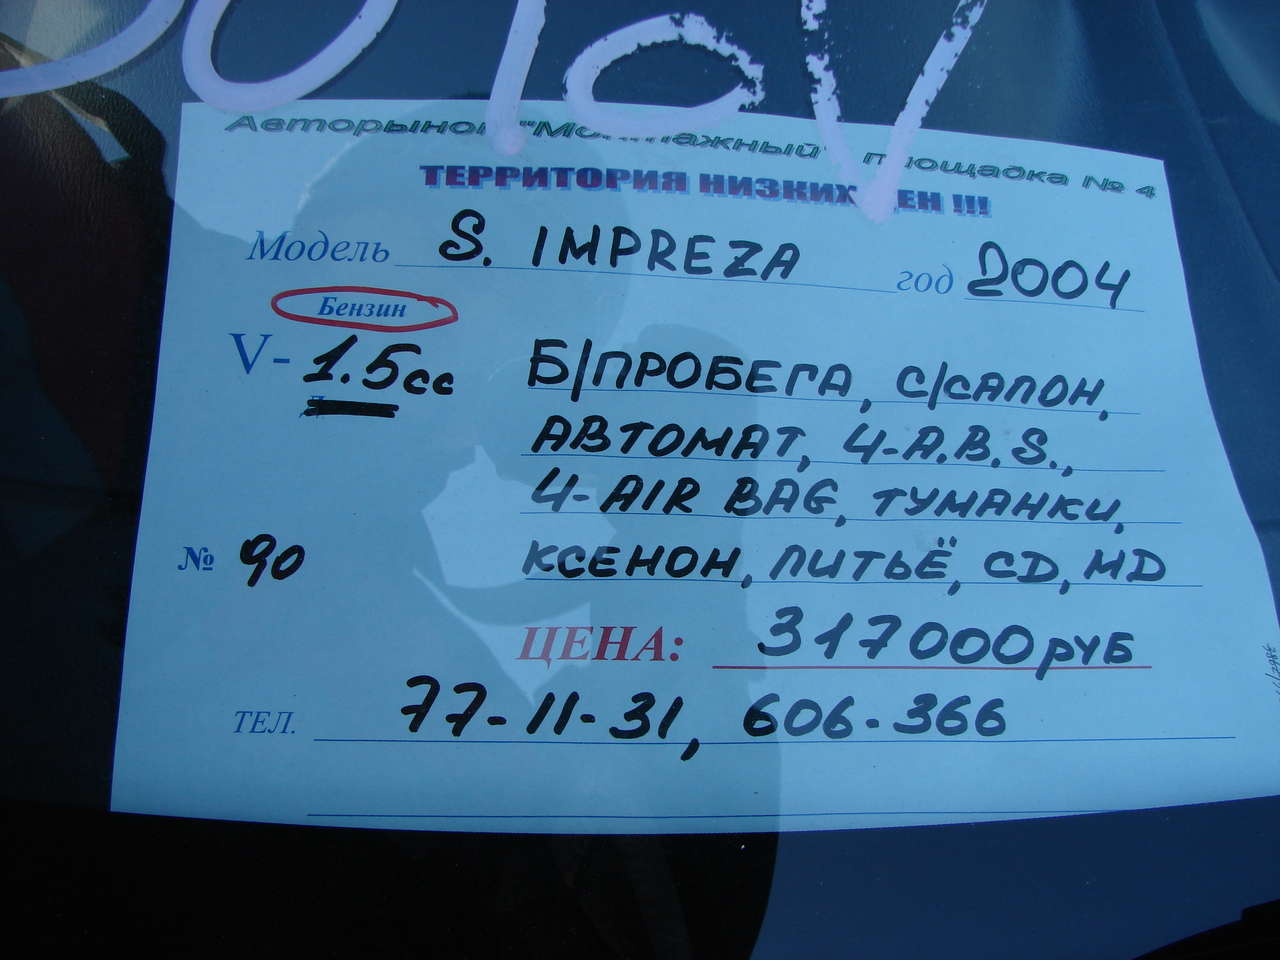 Авторынок "Монтажный" площадка № 4
ТЕРРИТОРИЯ НИЗКИХ ЦЕН !!!
Модель S. IMPREZA год 2004
Бензин
V- 1.5cc Б/ПРОБЕГА, С/САЛОН,
АВТОМАТ, 4-A.B.S.,
4-AIR BAG, ТУМАНКИ,
№ 90 КСЕНОН, ЛИТЬЁ, CD, MD
ЦЕНА: 317000 РУБ
ТЕЛ. 77-11-31, 606-366